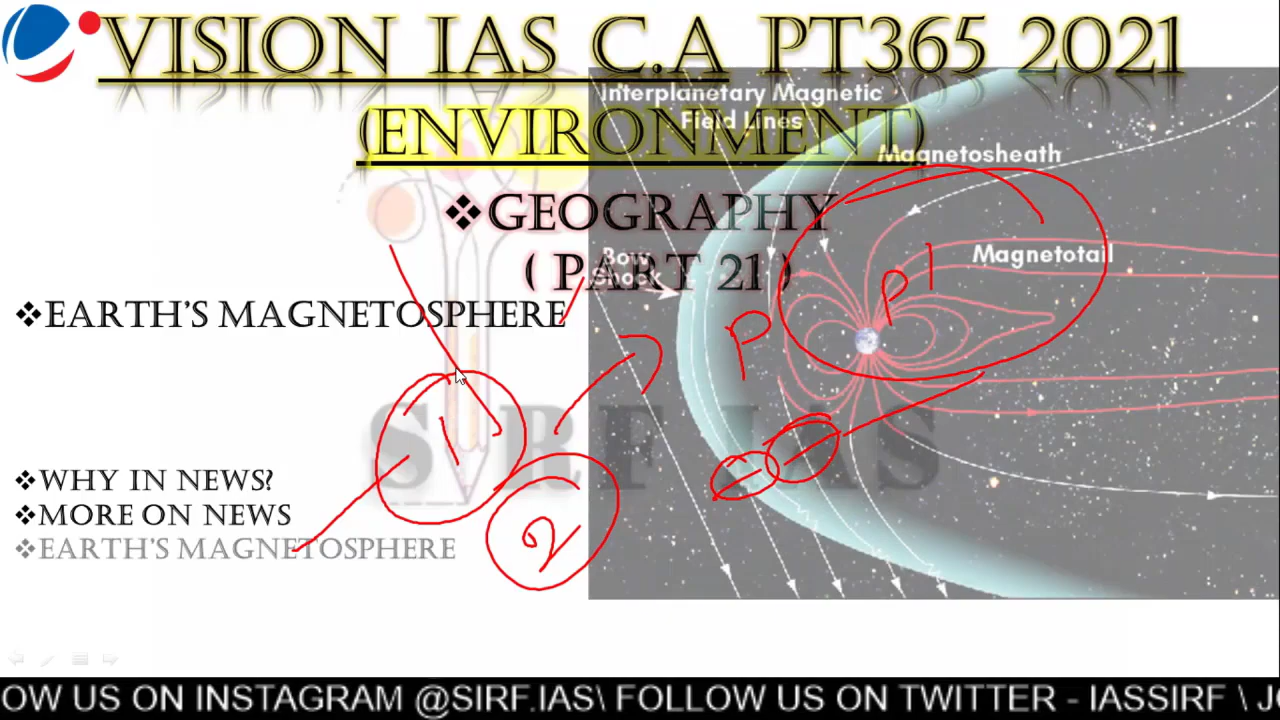 VISION IAS C.A PT365 2021
(ENVIRONMENT)
❖GEOGRAPHY
( PART 21 )
❖EARTH'S MAGNETOSPHERE
❖WHY IN NEWS?
❖MORE ON NEWS
❖EARTH'S MAGNETOSPHERE
Interplanetary Magnetic
Field Lines
Magnetosheath
Bow
Shock
Magnetotail
P
P1
1
2
SIRF IAS
OW US ON INSTAGRAM @SIRF.IAS\ FOLLOW US ON TWITTER - IASSIRF \ J